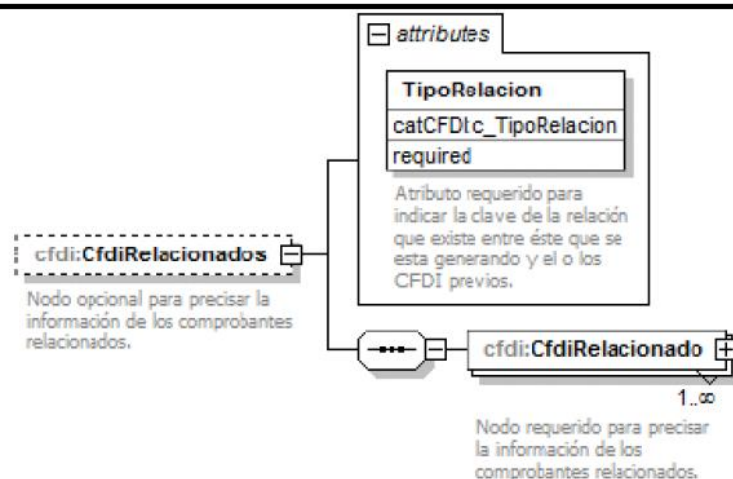 attributes
TipoRelacion
catCFDI:c_TipoRelacion
required
Atributo requerido para
indicar la clave de la relación
que existe entre éste que se
esta generando y el o los
CFDI previos.
cfdi:CfdiRelacionados
Nodo opcional para precisar la
información de los comprobantes
relacionados.
cfdi:CfdiRelacionado
1..∞
Nodo requerido para precisar
la información de los
comprobantes relacionados.